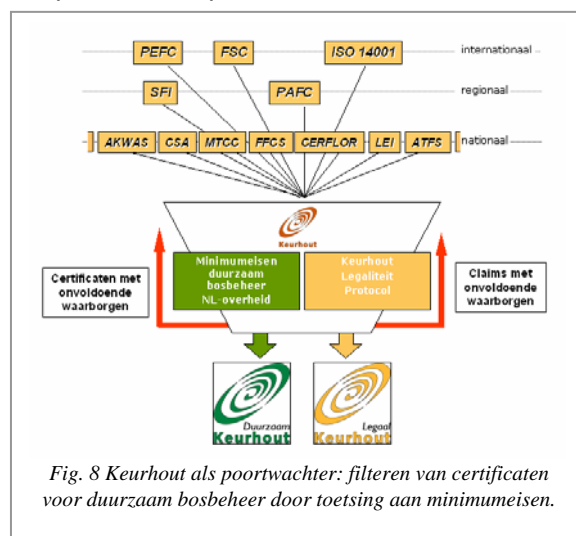 PEFC FSC ISO 14001 internationaal
SFI PAFC regionaal
AKWAS CSA MTCC FFCS CERFLOR LEI ATFS nationaal
Keurhout
Minimumeisen
duurzaam
bosbeheer
NL-overheid
Keurhout
Legaliteit
Protocol
Certificaten met
onvoldoende
waarborgen
Claims met
onvoldoende
waarborgen
Duurzaam
Keurhout
Legaal
Keurhout
Fig. 8 Keurhout als poortwachter: filteren van certificaten
voor duurzaam bosbeheer door toetsing aan minimumeisen.